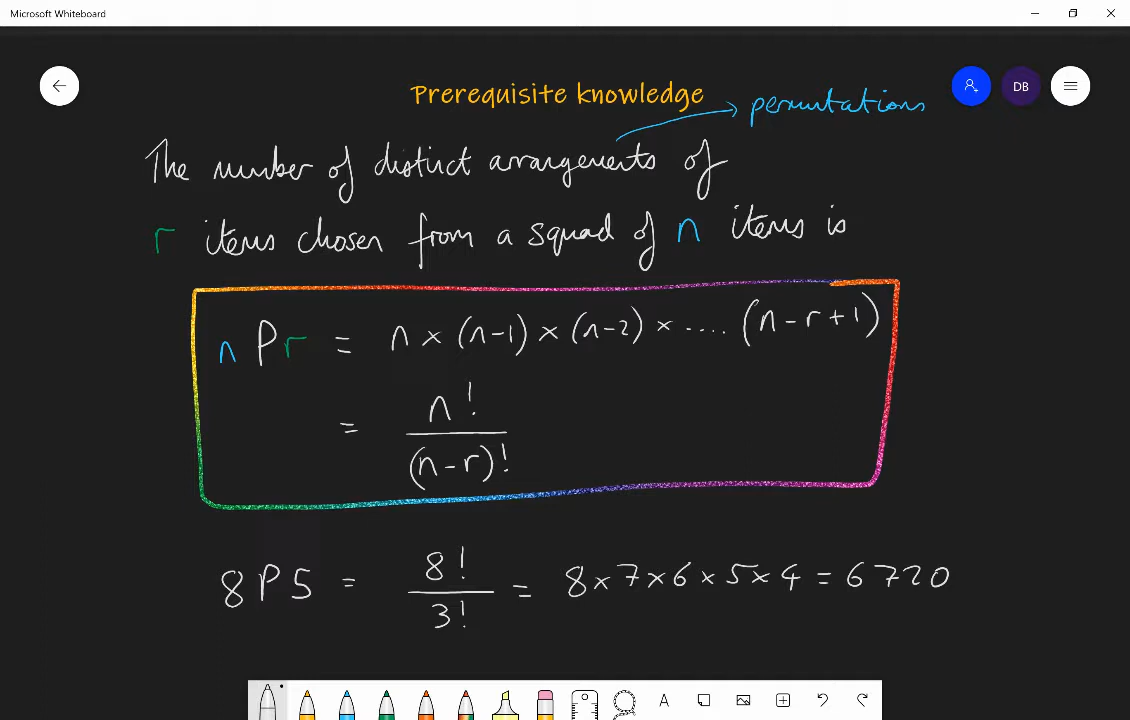 Microsoft Whiteboard
Prerequisite knowledge
permutations
DB
The number of distinct arrangements of
r items chosen from a squad of n items is
n P r = n × (n-1) × (n-2) × .... (n-r+1)
= n! / (n-r)!
8P5 = 8! / 3! = 8×7×6×5×4 = 6720
A